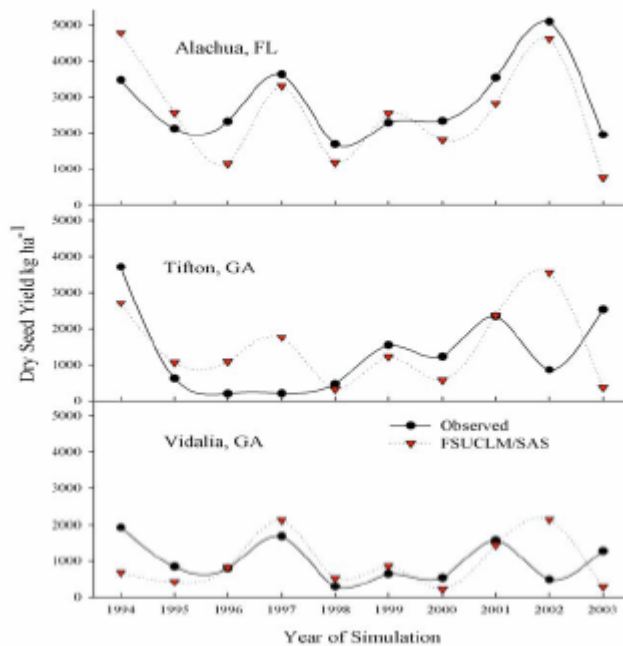 5000
Alachua, FL
4000
3000
2000
1000
0
5000
Tifton, GA
4000
3000
2000
1000
0
Dry Seed Yield kg ha⁻¹
5000
Vidalia, GA
Observed
FSUCLM/SAS
4000
3000
2000
1000
0
1994 1995 1996 1997 1998 1999 2000 2001 2002 2003
Year of Simulation